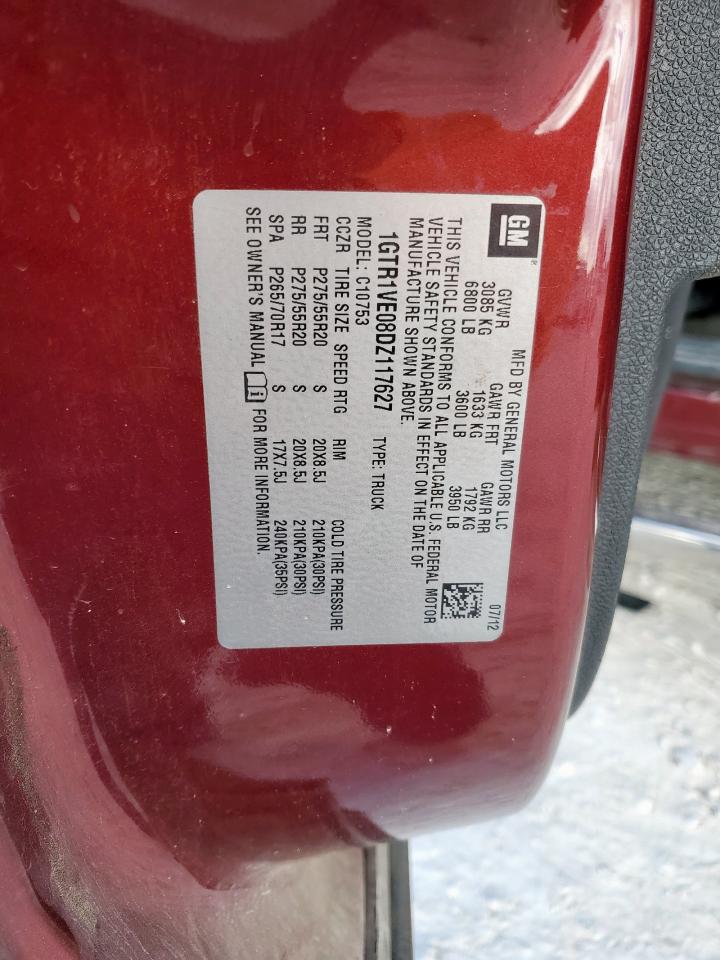 GM
MFD BY GENERAL MOTORS LLC 07/12
GVWR GAWR FRT GAWR RR
3085 KG 1633 KG 1792 KG
6800 LB 3600 LB 3950 LB
THIS VEHICLE CONFORMS TO ALL APPLICABLE U.S. FEDERAL MOTOR
VEHICLE SAFETY STANDARDS IN EFFECT ON THE DATE OF
MANUFACTURE SHOWN ABOVE.
1GTR1VE08DZ117627 TYPE: TRUCK
MODEL: C10753
CCZR TIRE SIZE SPEED RTG RIM COLD TIRE PRESSURE
FRT P275/55R20 S 20X8.5J 210KPA(30PSI)
RR P275/55R20 S 20X8.5J 210KPA(30PSI)
SPA P265/70R17 S 17X7.5J 240KPA(35PSI)
SEE OWNER'S MANUAL FOR MORE INFORMATION.